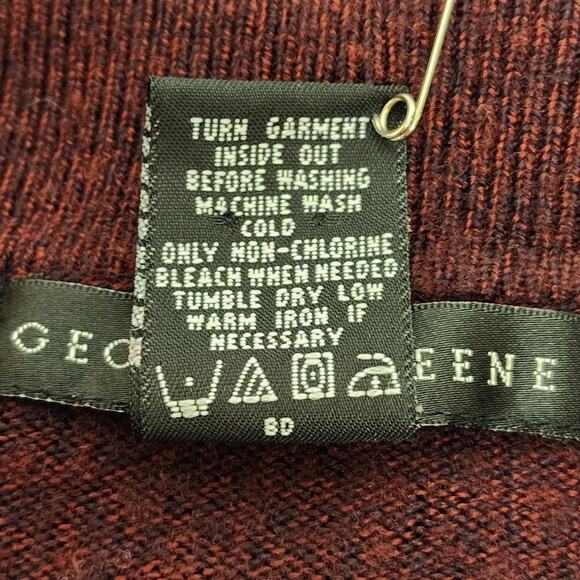 TURN GARMENT
INSIDE OUT
BEFORE WASHING
MACHINE WASH
COLD
ONLY NON-CHLORINE
BLEACH WHEN NEEDED
TUMBLE DRY LOW
WARM IRON IF
NECESSARY
GEO EENE
8D